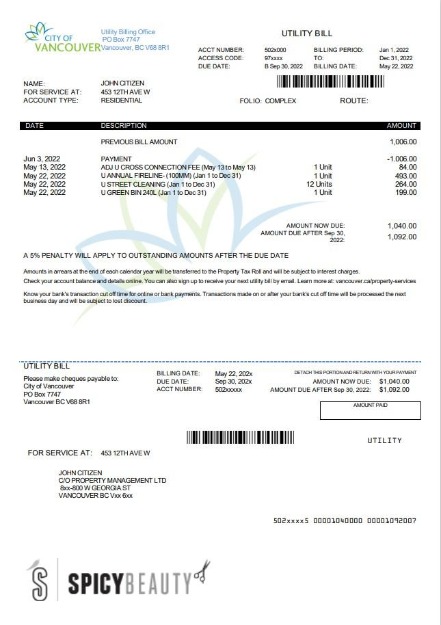 CITY OF
VANCOUVER
Utility Billing Office
PO Box 7747
Vancouver, BC V68 8R1
UTILITY BILL
ACCT NUMBER: 502x000 BILLING PERIOD: Jan 1, 2022
ACCESS CODE: 97xxxx TO: Dec 31, 2022
DUE DATE: B Sep 30, 2022 BILLING DATE: May 22, 2022
NAME: JOHN CITIZEN
FOR SERVICE AT: 453 12TH AVE W
ACCOUNT TYPE: RESIDENTIAL FOLIO: COMPLEX ROUTE:
DATE DESCRIPTION AMOUNT
PREVIOUS BILL AMOUNT 1,006.00
Jun 3, 2022 PAYMENT -1,006.00
May 13, 2022 ADJ U CROSS CONNECTION FEE (May 13 to May 13) 1 Unit 84.00
May 22, 2022 U ANNUAL FIRELINE- (100MM) (Jan 1 to Dec 31) 1 Unit 493.00
May 22, 2022 U STREET CLEANING (Jan 1 to Dec 31) 12 Units 264.00
May 22, 2022 U GREEN BIN 240L (Jan 1 to Dec 31) 1 Unit 199.00
AMOUNT NOW DUE: 1,040.00
AMOUNT DUE AFTER Sep 30, 2022: 1,092.00
A 5% PENALTY WILL APPLY TO OUTSTANDING AMOUNTS AFTER THE DUE DATE
Amounts in arrears at the end of each calendar year will be transferred to the Property Tax Roll and will be subject to interest charges.
Check your account balance and details online. You can also sign up to receive your next utility bill by email. Learn more at: vancouver.ca/property-services
Know your bank's transaction cut off time for online or bank payments. Transactions made on or after your bank's cut off time will be processed the next
business day and will be subject to lost discount.
UTILITY BILL
Please make cheques payable to:
City of Vancouver
PO Box 7747
Vancouver BC V68 8R1
BILLING DATE: May 22, 202x
DUE DATE: Sep 30, 202x
ACCT NUMBER: 502xxxxx
DETACH THIS PORTION AND RETURN WITH YOUR PAYMENT
AMOUNT NOW DUE: $1,040.00
AMOUNT DUE AFTER Sep 30, 2022: $1,092.00
AMOUNT PAID
UTILITY
FOR SERVICE AT: 453 12TH AVE W
JOHN CITIZEN
C/O PROPERTY MANAGEMENT LTD
8xx-800 W GEORGIA ST
VANCOUVER BC Vxx 6xx
502xxxx5 00001040000 00001092007
S SPICYBEAUTY